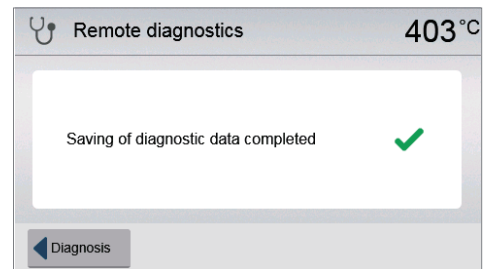 Remote diagnostics
403°C
Saving of diagnostic data completed
Diagnosis